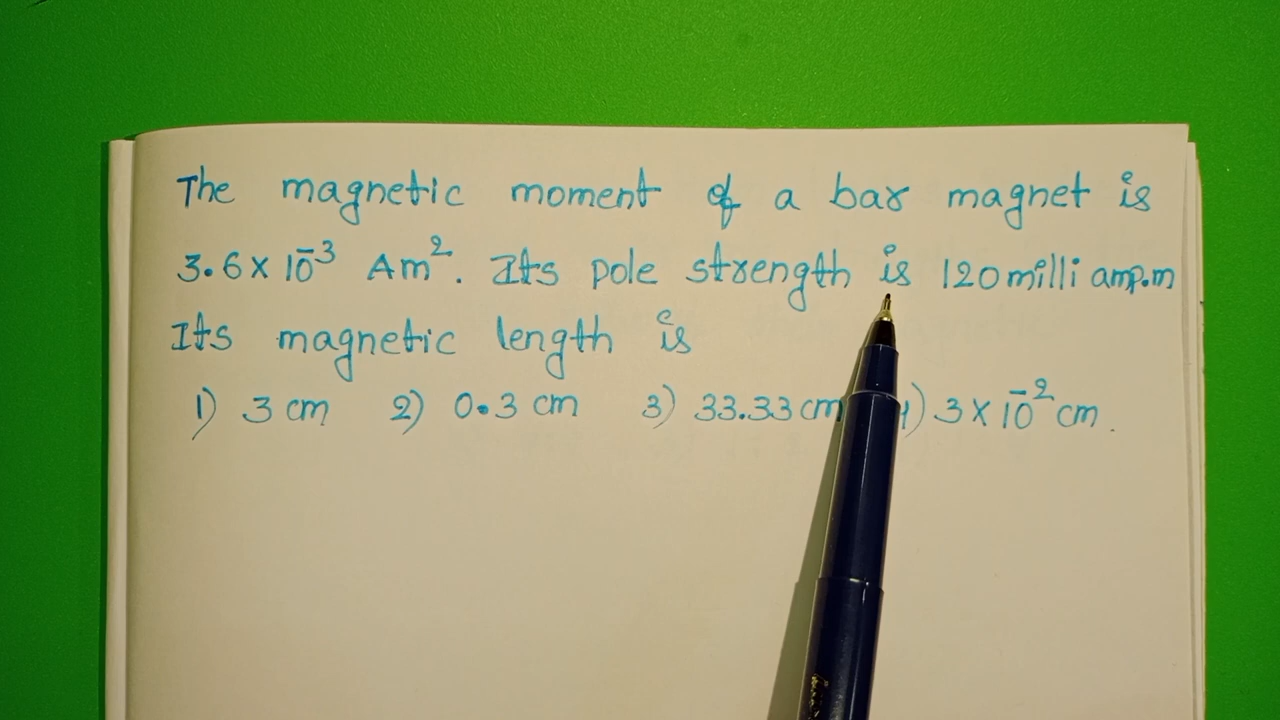 The magnetic moment of a bar magnet is
3.6 x 10⁻³ Am². Its pole strength is 120 milli amp.m
Its magnetic length is
1) 3 cm 2) 0.3 cm 3) 33.33 cm 4) 3 x 10⁻² cm.